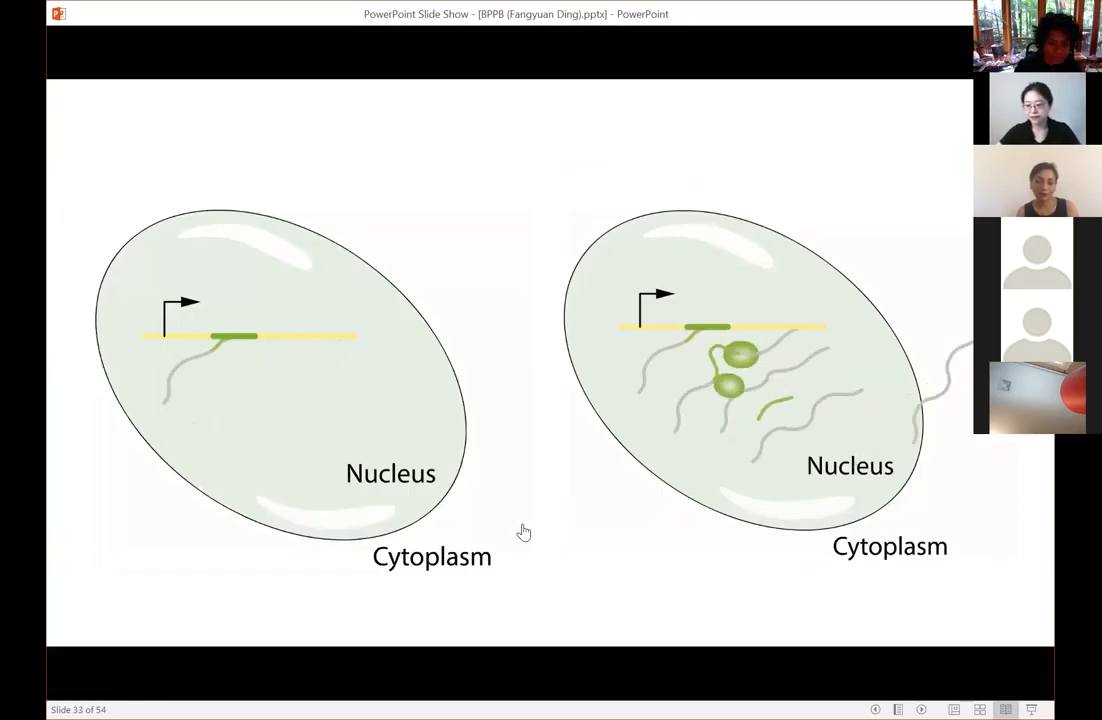 PowerPoint Slide Show - [BPPB (Fangyuan Ding).pptx] - PowerPoint
Nucleus
Cytoplasm
Nucleus
Cytoplasm
Slide 33 of 54